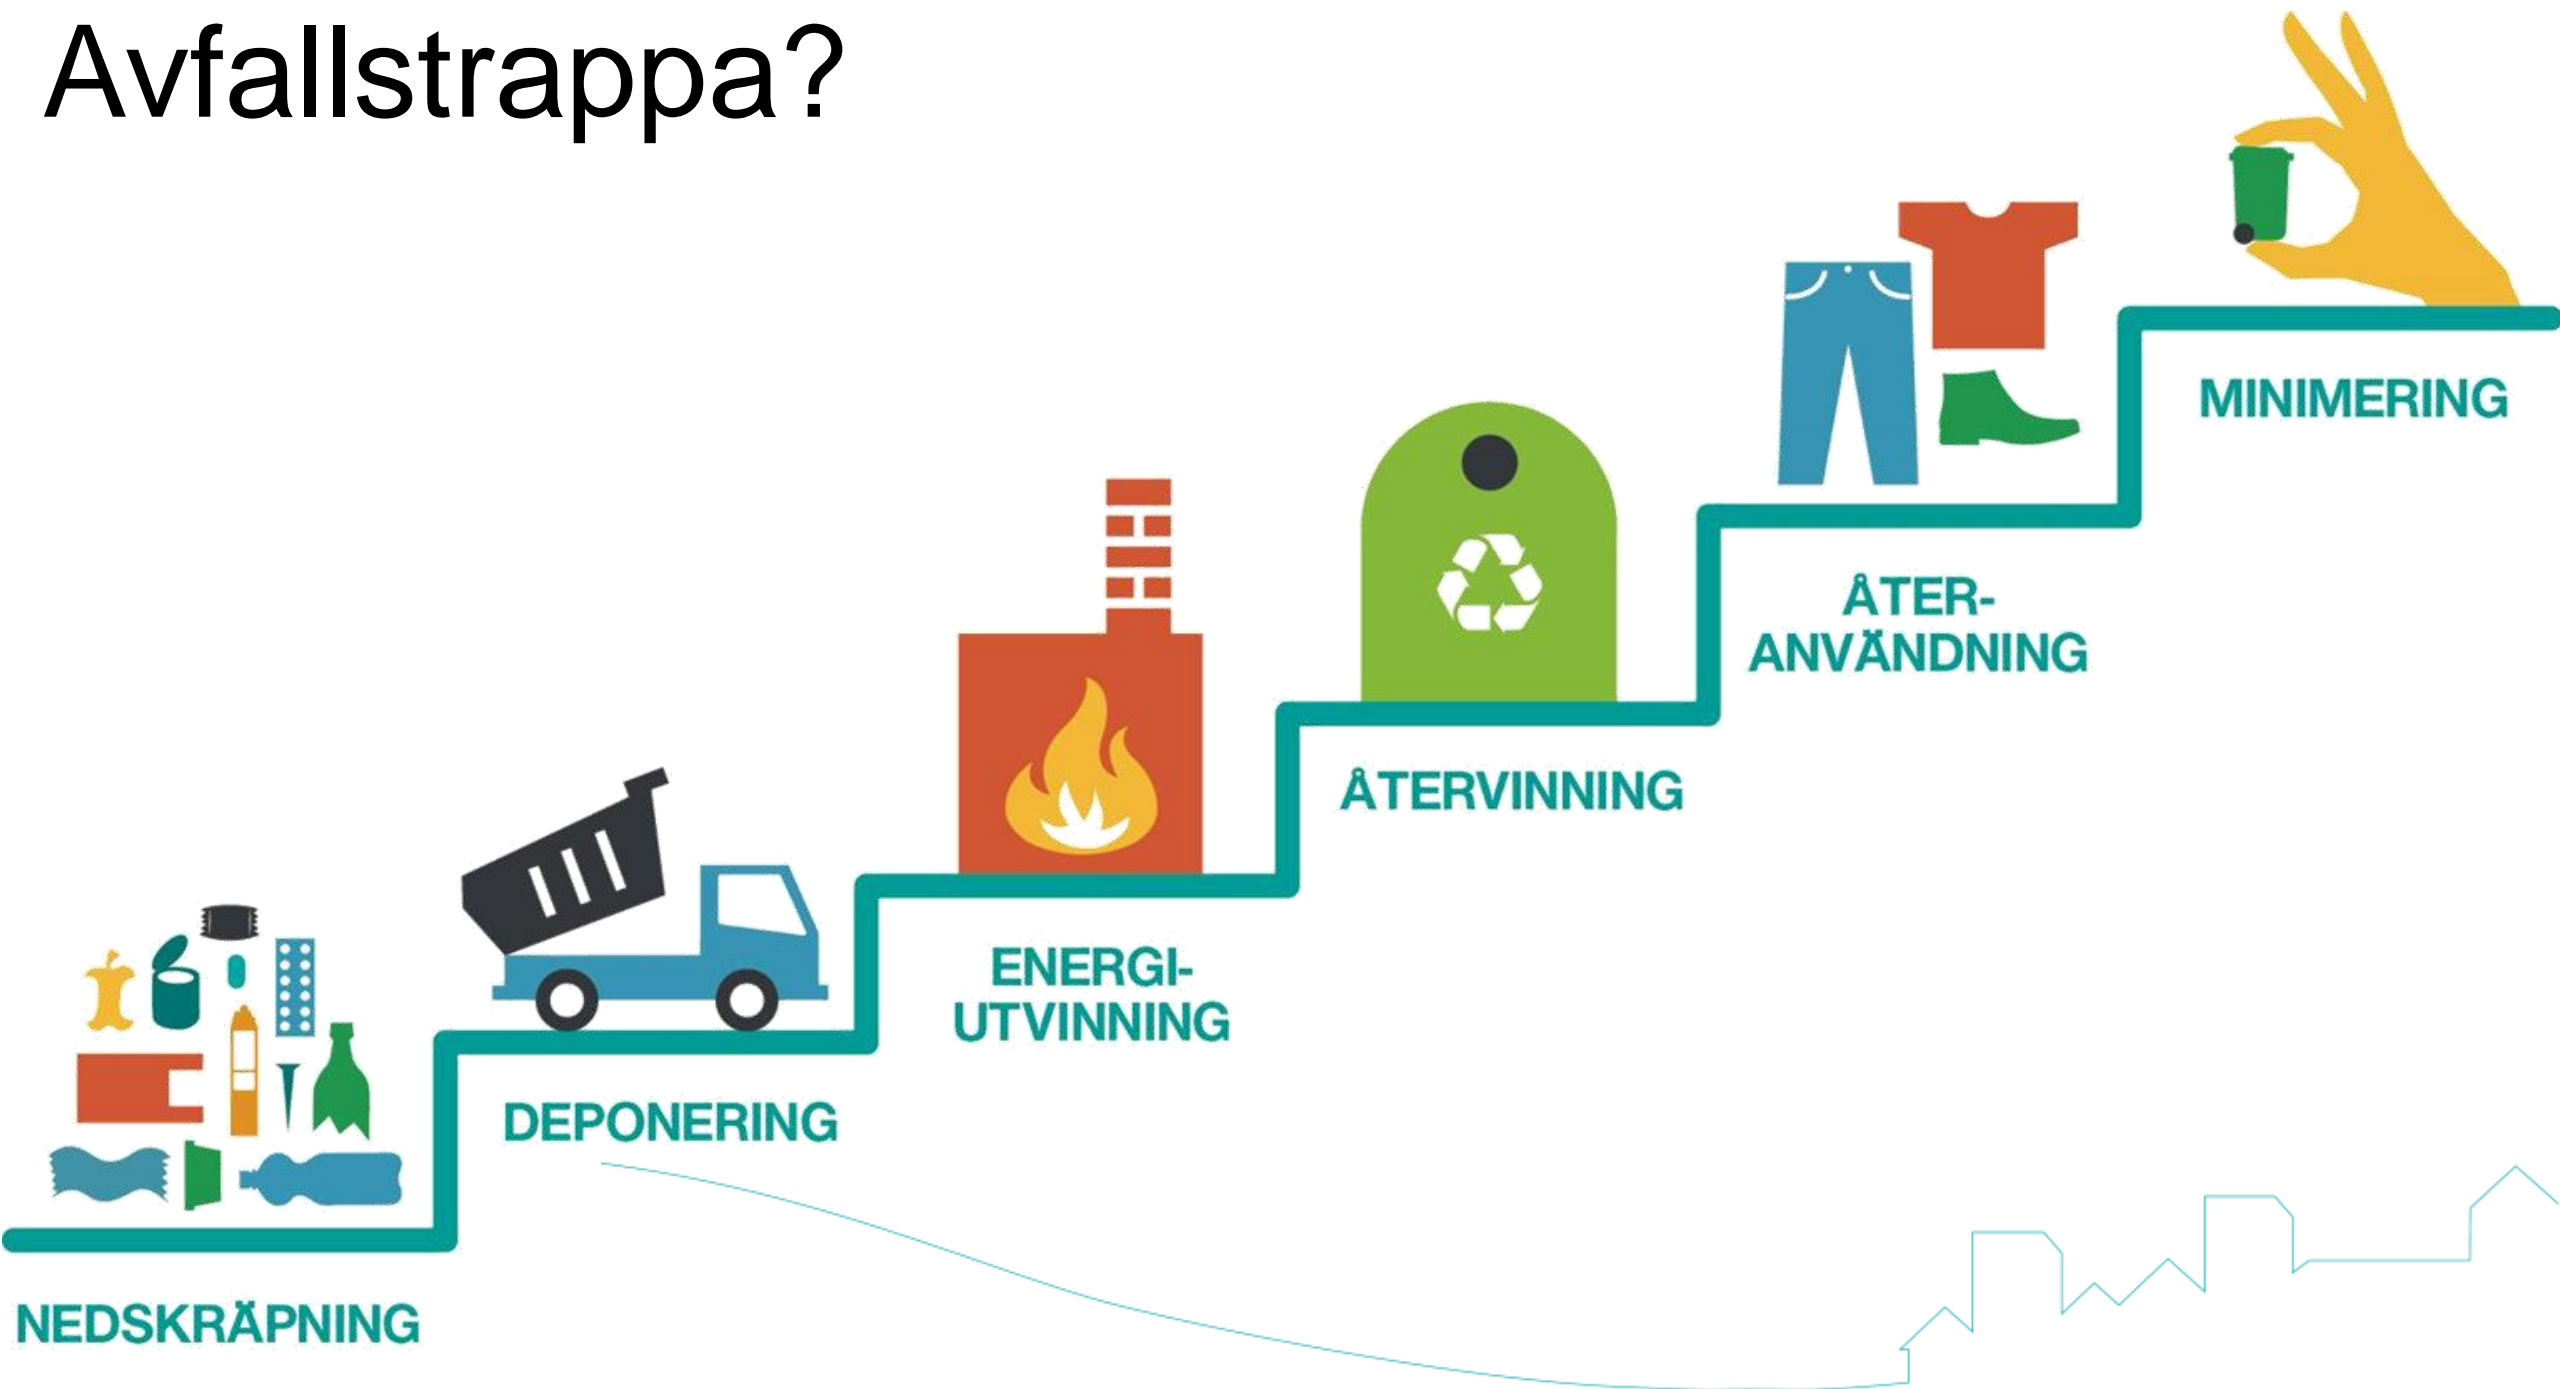 Avfallstrappa?
MINIMERING
ÅTER-
ANVÄNDNING
ÅTERVINNING
ENERGI-
UTVINNING
DEPONERING
NEDSKRÄPNING